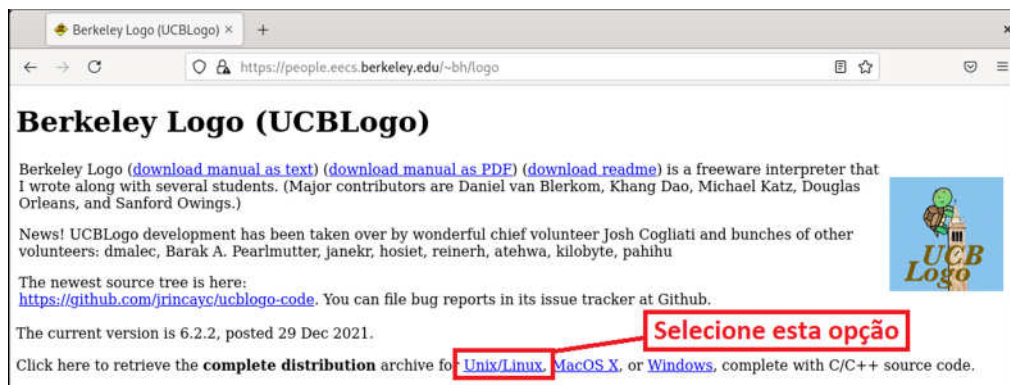 Berkeley Logo (UCBLogo) × +
https://people.eecs.berkeley.edu/~bh/logo
Berkeley Logo (UCBLogo)
Berkeley Logo (download manual as text) (download manual as PDF) (download readme) is a freeware interpreter that
I wrote along with several students. (Major contributors are Daniel van Blerkom, Khang Dao, Michael Katz, Douglas
Orleans, and Sanford Owings.)
UCB
Logo
News! UCBLogo development has been taken over by wonderful chief volunteer Josh Cogliati and bunches of other
volunteers: dmalec, Barak A. Pearlmutter, janekr, hosiet, reinerh, atehwa, kilobyte, pahihu
The newest source tree is here:
https://github.com/jrincayc/ucblogo-code. You can file bug reports in its issue tracker at Github.
The current version is 6.2.2, posted 29 Dec 2021.
Selecione esta opção
Click here to retrieve the complete distribution archive for Unix/Linux, MacOS X, or Windows, complete with C/C++ source code.